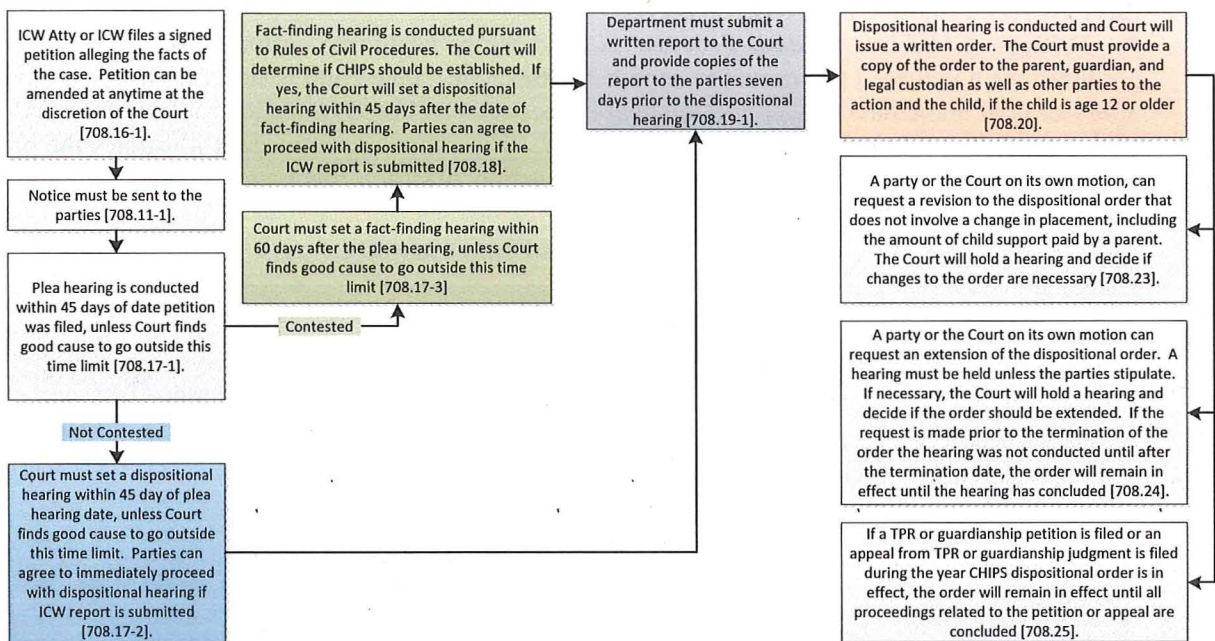 ICW Atty or ICW files a signed
petition alleging the facts of
the case. Petition can be
amended at anytime at the
discretion of the Court
[708.16-1].
Notice must be sent to the
parties [708.11-1].
Plea hearing is conducted
within 45 days of date petition
was filed, unless Court finds
good cause to go outside this
time limit [708.17-1].
Not Contested
Court must set a dispositional
hearing within 45 day of plea
hearing date, unless Court
finds good cause to go outside
this time limit. Parties can
agree to immediately proceed
with dispositional hearing if
ICW report is submitted
[708.17-2].
Contested
Court must set a fact-finding hearing within
60 days after the plea hearing, unless Court
finds good cause to go outside this time
limit [708.17-3]
Fact-finding hearing is conducted pursuant
to Rules of Civil Procedures. The Court will
determine if CHIPS should be established. If
yes, the Court will set a dispositional
hearing within 45 days after the date of
fact-finding hearing. Parties can agree to
proceed with dispositional hearing if the
ICW report is submitted [708.18].
Department must submit a
written report to the Court
and provide copies of the
report to the parties seven
days prior to the dispositional
hearing [708.19-1].
Dispositional hearing is conducted and Court will
issue a written order. The Court must provide a
copy of the order to the parent, guardian, and
legal custodian as well as other parties to the
action and the child, if the child is age 12 or older
[708.20].
A party or the Court on its own motion, can
request a revision to the dispositional order that
does not involve a change in placement, including
the amount of child support paid by a parent.
The Court will hold a hearing and decide if
changes to the order are necessary [708.23].
A party or the Court on its own motion can
request an extension of the dispositional order. A
hearing must be held unless the parties stipulate.
If necessary, the Court will hold a hearing and
decide if the order should be extended. If the
request is made prior to the termination of the
order the hearing was not conducted until after
the termination date, the order will remain in
effect until the hearing has concluded [708.24].
If a TPR or guardianship petition is filed or an
appeal from TPR or guardianship judgment is filed
during the year CHIPS dispositional order is in
effect, the order will remain in effect until all
proceedings related to the petition or appeal are
concluded [708.25].